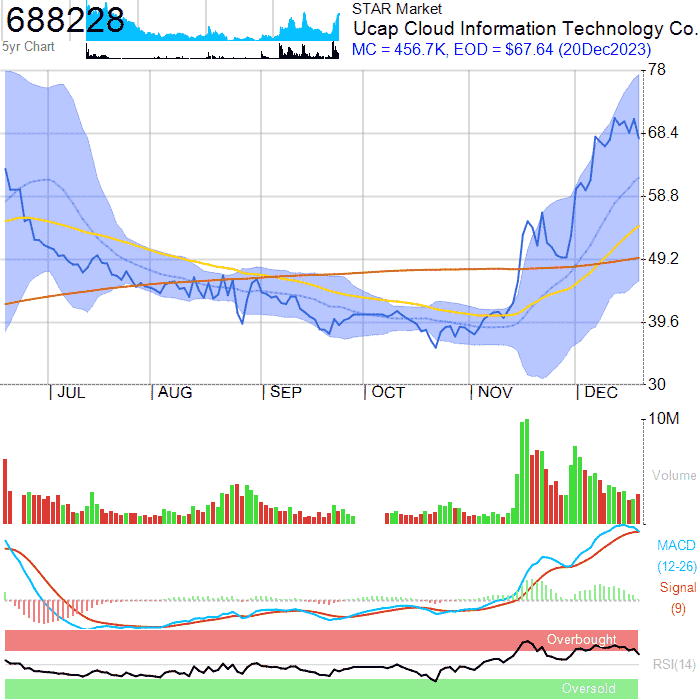 688228
5yr Chart
STAR Market
Ucap Cloud Information Technology Co.
MC = 456.7K, EOD = $67.64 (20Dec2023)
78
68.4
58.8
49.2
39.6
30
JUL AUG SEP OCT NOV DEC
10M
Volume
MACD
(12-26)
Signal
(9)
Overbought
RSI(14)
Oversold